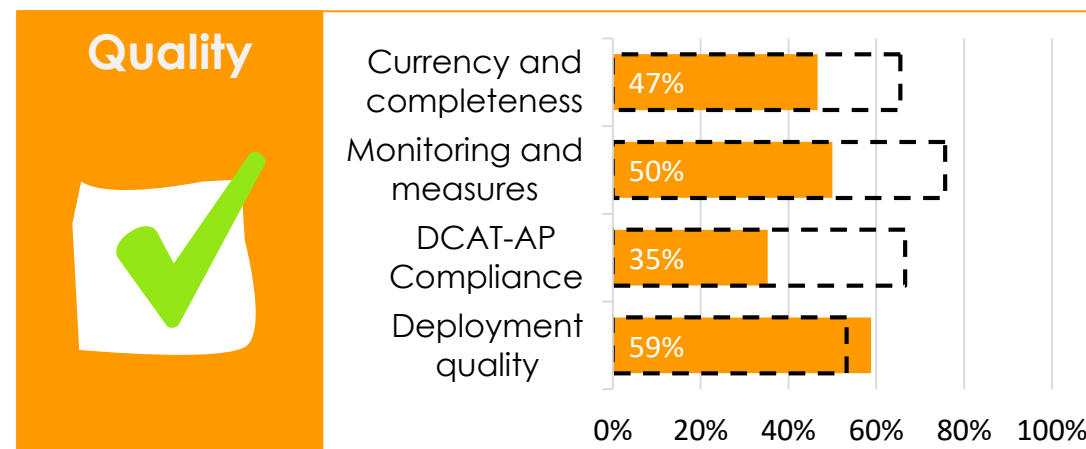 Quality
Currency and
completeness
47%
Monitoring and
measures
50%
DCAT-AP
Compliance
35%
Deployment
quality
59%
0% 20% 40% 60% 80% 100%